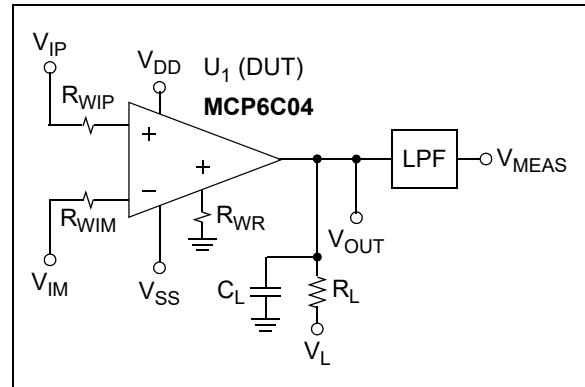 V_IP
V_DD
U_1 (DUT)
MCP6C04
R_WIP
+
LPF
V_MEAS
−
+
R_WIM
R_WR
V_OUT
V_IM
V_SS
C_L
R_L
V_L